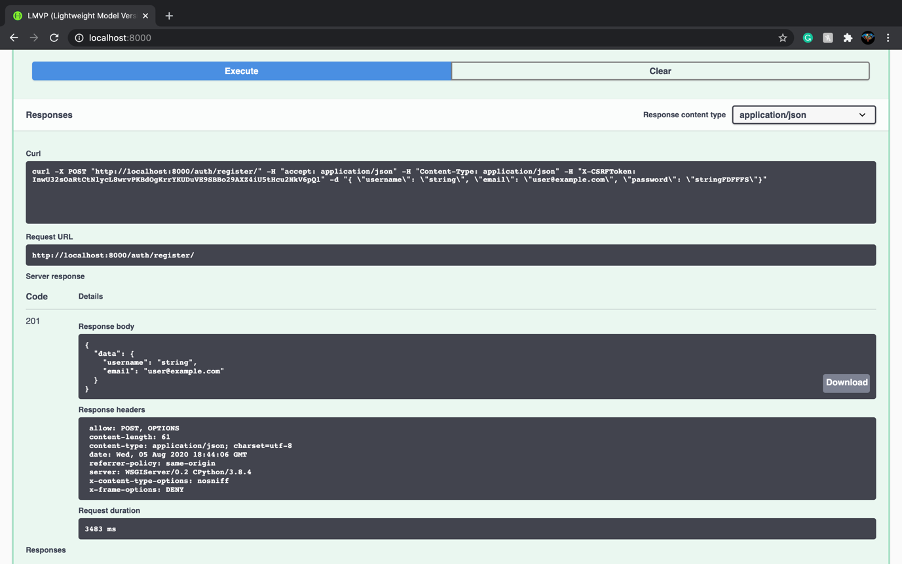 LMVP (Lightweight Model Vers
localhost:8000
Execute
Clear
Responses
Response content type
application/json
Curl
curl -X POST "http://localhost:8000/auth/register/" -H "accept: application/json" -H "Content-Type: application/json" -H "X-CSRFToken:
-d "{ \"username\": \"string\", \"email\": \"user@example.com\", \"password\": \"stringFDFFFS\"}"
Request URL
http://localhost:8000/auth/register/
Server response
Code
Details
201
Response body
{
"data": {
"username": "string",
"email": "user@example.com"
}
}
Download
Response headers
allow: POST, OPTIONS
content-length: 61
content-type: application/json; charset=utf-8
date: Wed, 05 Aug 2020 18:44:06 GMT
referrer-policy: same-origin
server: WSGIServer/0.2 CPython/3.8.4
x-content-type-options: nosniff
x-frame-options: DENY
Request duration
3483 ms
Responses